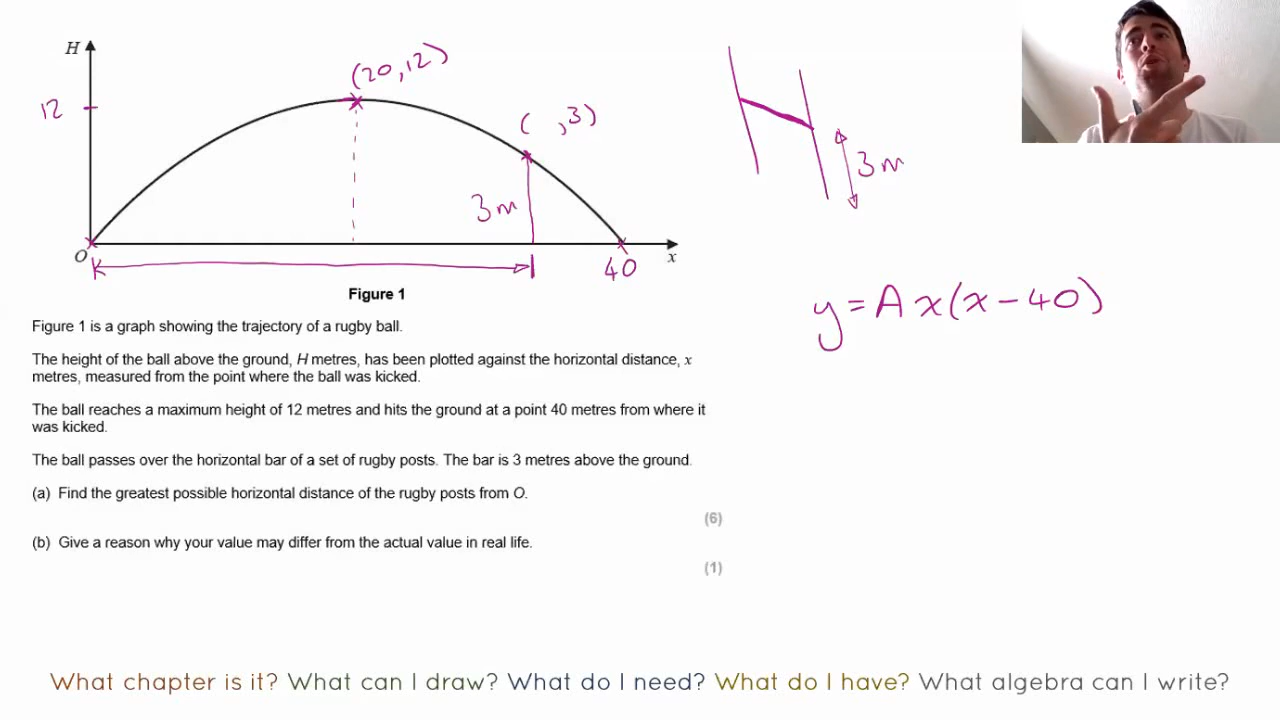 H
(20,12)
12
( ,3)
3m
3m
O
40
x
y=Ax(x-40)
Figure 1
Figure 1 is a graph showing the trajectory of a rugby ball.
The height of the ball above the ground, H metres, has been plotted against the horizontal distance, x
metres, measured from the point where the ball was kicked.
The ball reaches a maximum height of 12 metres and hits the ground at a point 40 metres from where it
was kicked.
The ball passes over the horizontal bar of a set of rugby posts. The bar is 3 metres above the ground.
(a) Find the greatest possible horizontal distance of the rugby posts from O.
(6)
(b) Give a reason why your value may differ from the actual value in real life.
(1)
What chapter is it? What can I draw? What do I need? What do I have? What algebra can I write?